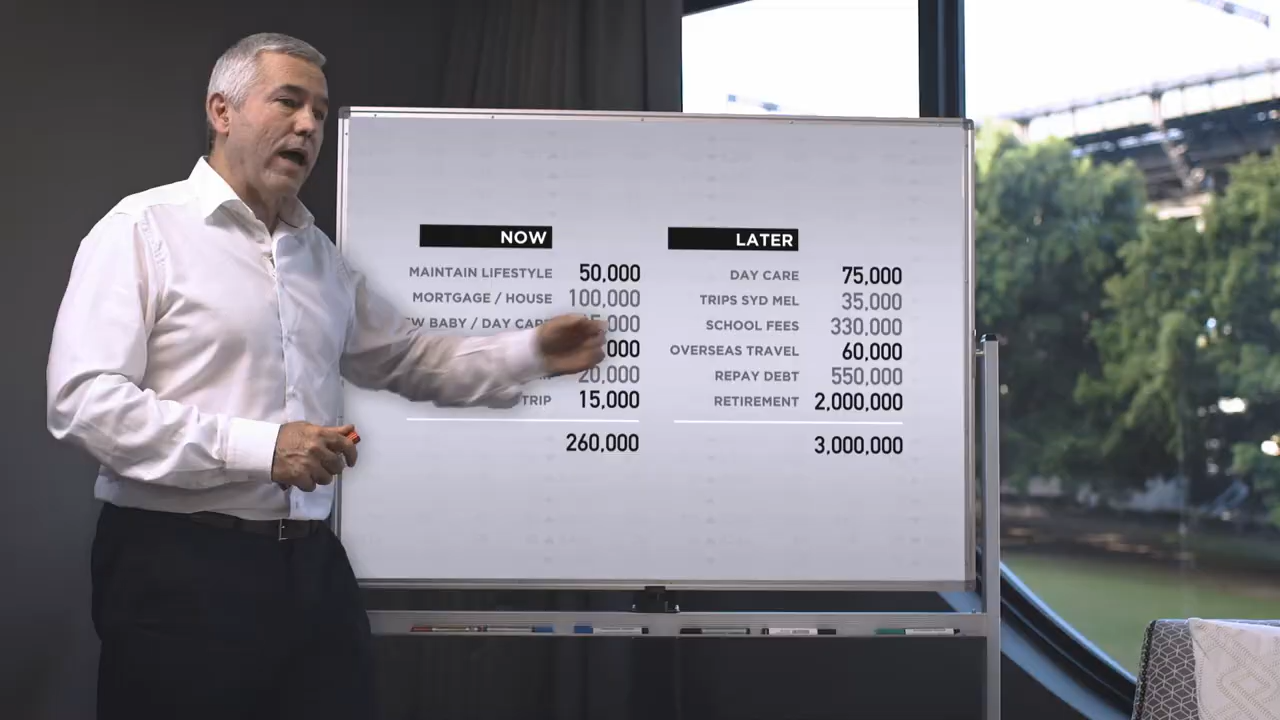 NOW
MAINTAIN LIFESTYLE 50,000
MORTGAGE / HOUSE 100,000
BABY / DAY
20,000
TRIP 15,000
260,000
LATER
DAY CARE 75,000
TRIPS SYD MEL 35,000
SCHOOL FEES 330,000
OVERSEAS TRAVEL 60,000
REPAY DEBT 550,000
RETIREMENT 2,000,000
3,000,000